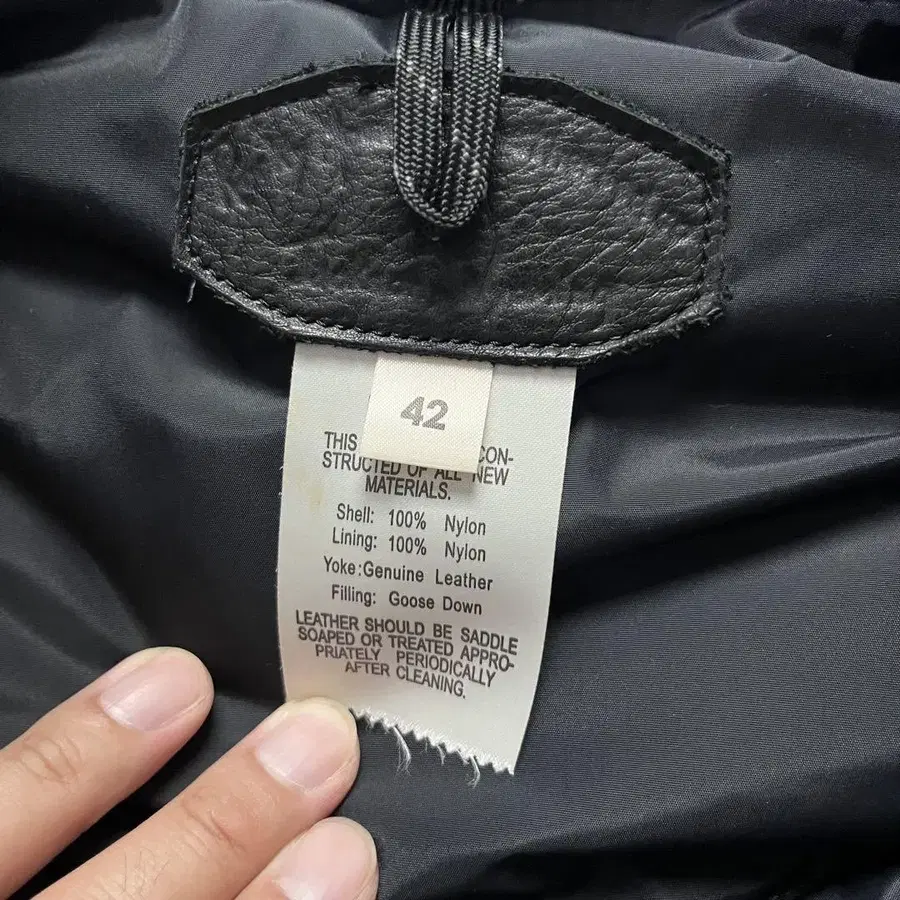 42
THIS CON-
STRUCTED OF ALL NEW
MATERIALS.
Shell: 100% Nylon
Lining: 100% Nylon
Yoke:Genuine Leather
Filling: Goose Down
LEATHER SHOULD BE SADDLE
SOAPED OR TREATED APPRO-
PRIATELY PERIODICALLY
AFTER CLEANING.